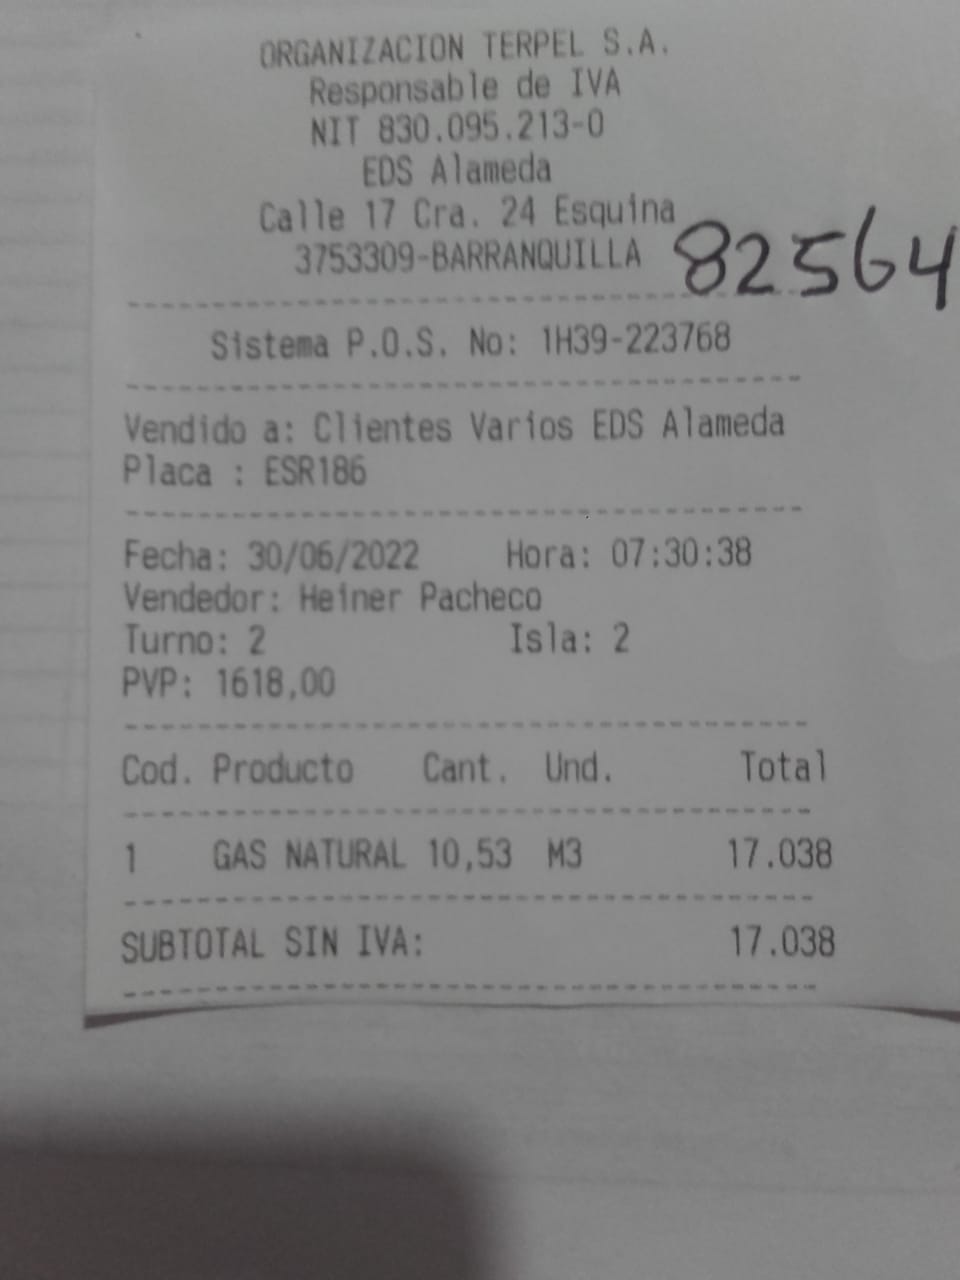 ORGANIZACION TERPEL S.A.
Responsable de IVA
NIT 830.095.213-0
EDS Alameda
Calle 17 Cra. 24 Esquina
3753309-BARRANQUILLA 82564
Sistema P.O.S. No: 1H39-223768
Vendido a: Clientes Varios EDS Alameda
Placa : ESR186
Fecha: 30/06/2022 Hora: 07:30:38
Vendedor: Heiner Pacheco
Turno: 2 Isla: 2
PVP: 1618,00
Cod. Producto Cant. Und. Total
1 GAS NATURAL 10,53 M3 17.038
SUBTOTAL SIN IVA: 17.038